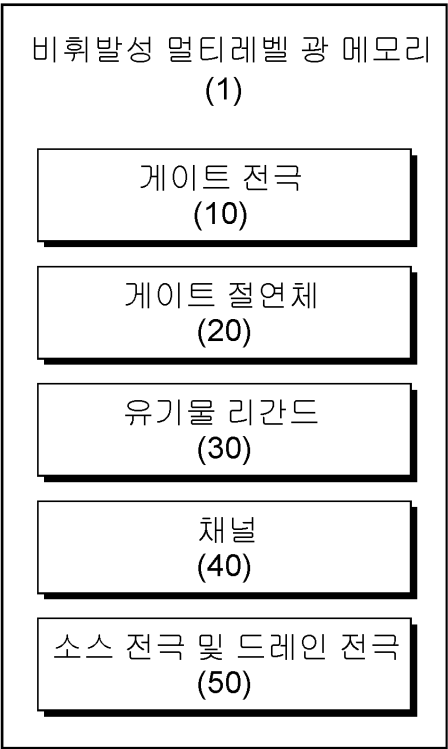 비휘발성 멀티레벨 광 메모리
(1)
게이트 전극
(10)
게이트 절연체
(20)
유기물 리간드
(30)
채널
(40)
소스 전극 및 드레인 전극
(50)